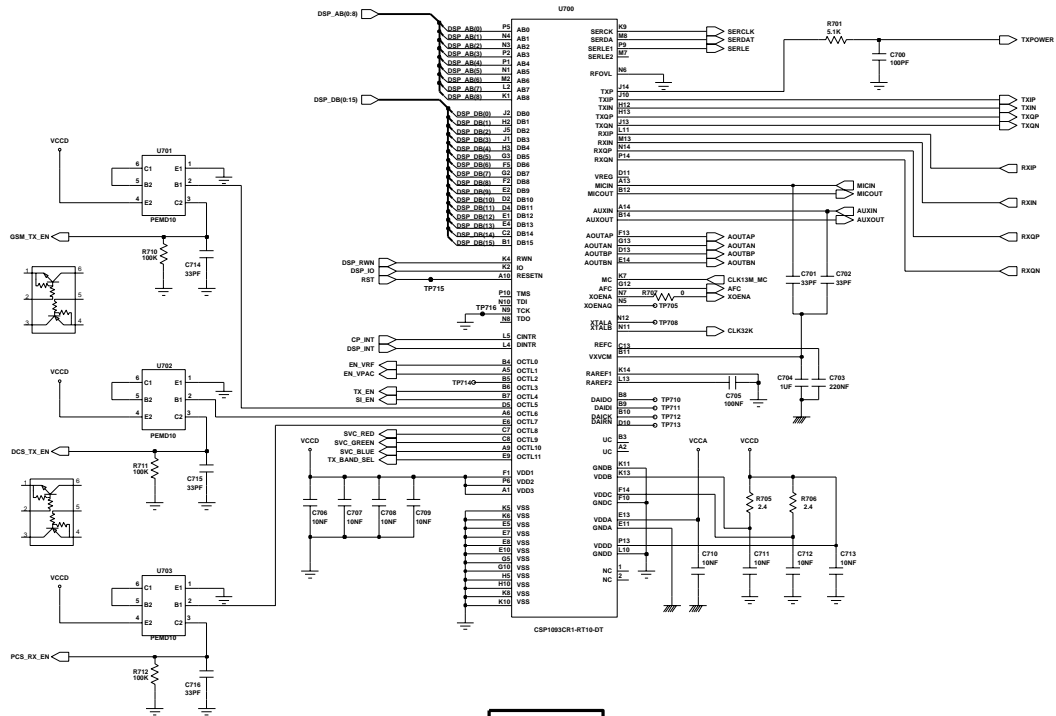 U700
CSP1093CR1-RT10-DT
DSP_AB(0:8)
DSP_AB(0) P5 AB0
DSP_AB(1) N4 AB1
DSP_AB(2) N3 AB2
DSP_AB(3) P2 AB3
DSP_AB(4) P1 AB4
DSP_AB(5) N1 AB5
DSP_AB(6) M2 AB6
DSP_AB(7) L2 AB7
DSP_AB(8) K1 AB8
DSP_DB(0:15)
DSP_DB(0) J2 DB0
DSP_DB(1) H2 DB1
DSP_DB(2) J5 DB2
DSP_DB(3) J1 DB3
DSP_DB(4) H3 DB4
DSP_DB(5) G3 DB5
DSP_DB(6) F5 DB6
DSP_DB(7) G2 DB7
DSP_DB(8) F2 DB8
DSP_DB(9) E2 DB9
DSP_DB(10) D2 DB10
DSP_DB(11) D4 DB11
DSP_DB(12) E1 DB12
DSP_DB(13) E4 DB13
DSP_DB(14) C2 DB14
DSP_DB(15) B1 DB15
DSP_RWN K4 RWN
DSP_IO K2 IO
RST TP715 A10 RESETN
P10 TMS
N10 TDI
TP716 N9 TCK
N8 TDO
CP_INT L5 CINTR
DSP_INT L4 DINTR
EN_VRF B4 OCTL0
EN_VPAC A5 OCTL1
TP714 B5 OCTL2
TX_EN B6 OCTL3
SI_EN B7 OCTL4
D5 OCTL5
A6 OCTL6
E6 OCTL7
SVC_RED C7 OCTL8
SVC_GREEN C8 OCTL9
SVC_BLUE A9 OCTL10
TX_BAND_SEL E9 OCTL11
VCCD
F1 VDD1
P6 VDD2
A1 VDD3
C706 10NF
C707 10NF
C708 10NF
C709 10NF
K5 VSS
K6 VSS
E5 VSS
E7 VSS
E8 VSS
E10 VSS
G5 VSS
G10 VSS
H5 VSS
H10 VSS
K8 VSS
K10 VSS
SERCK K9 SERCLK
SERDA M8 SERDAT
SERLE1 P9 SERLE
SERLE2 M7
RFOVL N6
R701 5.1K
C700 100PF
TXPOWER
TXP J14
TXIP J10 TXIP
TXIN H12 TXIN
TXQP H13 TXQP
TXQN J13 TXQN
RXIP L11 RXIP
RXIN M13 RXIN
RXQP N14 RXQP
RXQN P14 RXQN
VREG D11
MICIN A13 MICIN
MICOUT B12 MICOUT
AUXIN A14 AUXIN
AUXOUT B14 AUXOUT
AOUTAP F13 AOUTAP
AOUTAN G13 AOUTAN
AOUTBP D13 AOUTBP
AOUTBN E14 AOUTBN
MC K7 CLK13M_MC
AFC G12 AFC
XOENA N7 R707 0 XOENA
XOENAQ N5 TP705
XTALA N12 TP708
XTALB N11 CLK32K
C701 33PF
C702 33PF
REFC C13
VXVCM B11
C704 1UF
C703 220NF
RAREF1 K14
RAREF2 L13
C705 100NF
DAIDO B8 TP710
DAIDI B9 TP711
DAICK B10 TP712
DAIRN D10 TP713
UC B3
UC A2
GNDB K11
VDDB K13
VDDC F14
GNDC F10
VDDA E13
GNDA E11
VDDD P13
GNDD L10
NC 1
NC 2
VCCA
VCCD
R705 2.4
R706 2.4
C710 10NF
C711 10NF
C712 10NF
C713 10NF
VCCD
U701
6 C1 E1 1
5 B2 B1 2
4 E2 C2 3
PEMD10
GSM_TX_EN
R710 100K
C714 33PF
1 6
2 5
3 4
VCCD
U702
6 C1 E1 1
5 B2 B1 2
4 E2 C2 3
PEMD10
DCS_TX_EN
R711 100K
C715 33PF
1 6
2 5
3 4
VCCD
U703
6 C1 E1 1
5 B2 B1 2
4 E2 C2 3
PEMD10
PCS_RX_EN
R712 100K
C716 33PF